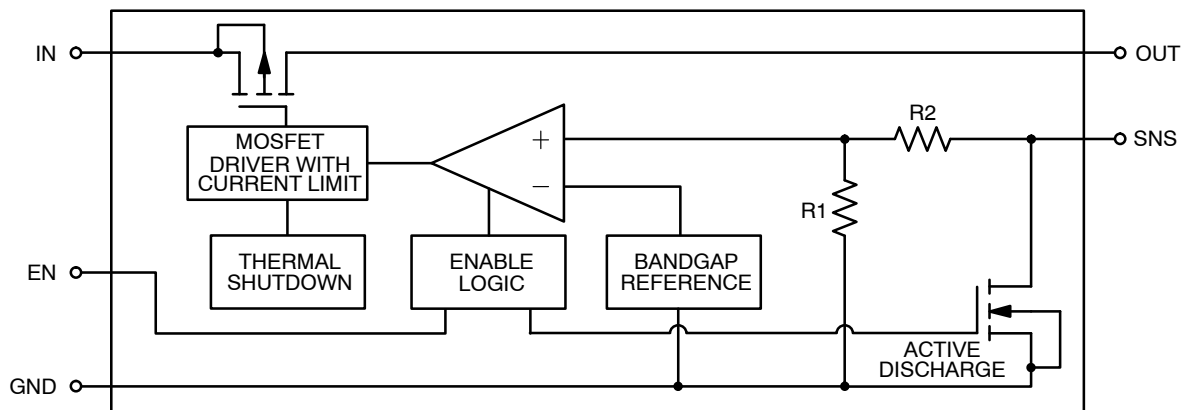 IN
OUT
R2
SNS
+
−
MOSFET
DRIVER WITH
CURRENT LIMIT
R1
THERMAL
SHUTDOWN
ENABLE
LOGIC
BANDGAP
REFERENCE
EN
ACTIVE
DISCHARGE
GND